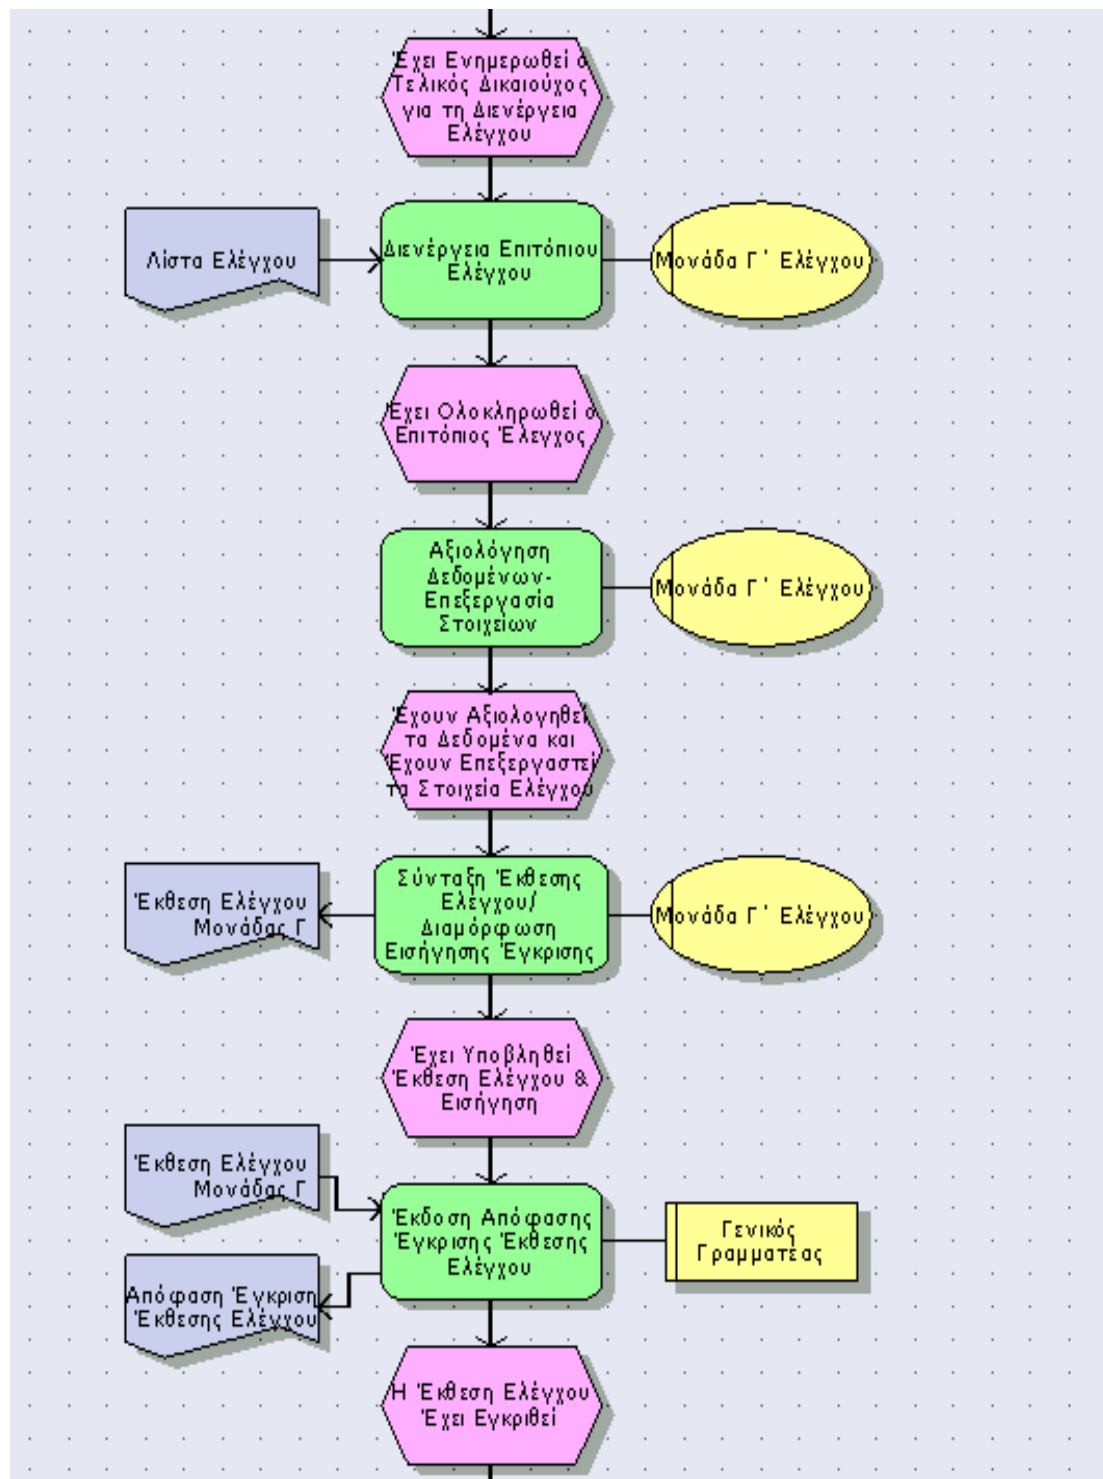 Έχει Ενημερωθεί ο
Τελικός Δικαιούχος
για τη Διενέργεια
Ελέγχου
Λίστα Ελέγχου
Διενέργεια Επιτόπιου
Ελέγχου
Μονάδα Γ΄ Ελέγχου
Έχει Ολοκληρωθεί ο
Επιτόπιος Έλεγχος
Αξιολόγηση
Δεδομένων-
Επεξεργασία
Στοιχείων
Μονάδα Γ΄ Ελέγχου
Έχουν Αξιολογηθεί
τα Δεδομένα και
Έχουν Επεξεργαστεί
τα Στοιχεία Ελέγχου
Έκθεση Ελέγχου
Μονάδας Γ
Σύνταξη Έκθεσης
Ελέγχου/
Διαμόρφωση
Εισήγησης Έγκρισης
Μονάδα Γ΄ Ελέγχου
Έχει Υποβληθεί
Έκθεση Ελέγχου &
Εισήγηση
Έκθεση Ελέγχου
Μονάδας Γ
Έκδοση Απόφασης
Έγκρισης Έκθεσης
Ελέγχου
Γενικός
Γραμματέας
Απόφαση Έγκριση
Έκθεσης Ελέγχου
Η Έκθεση Ελέγχου
Έχει Εγκριθεί